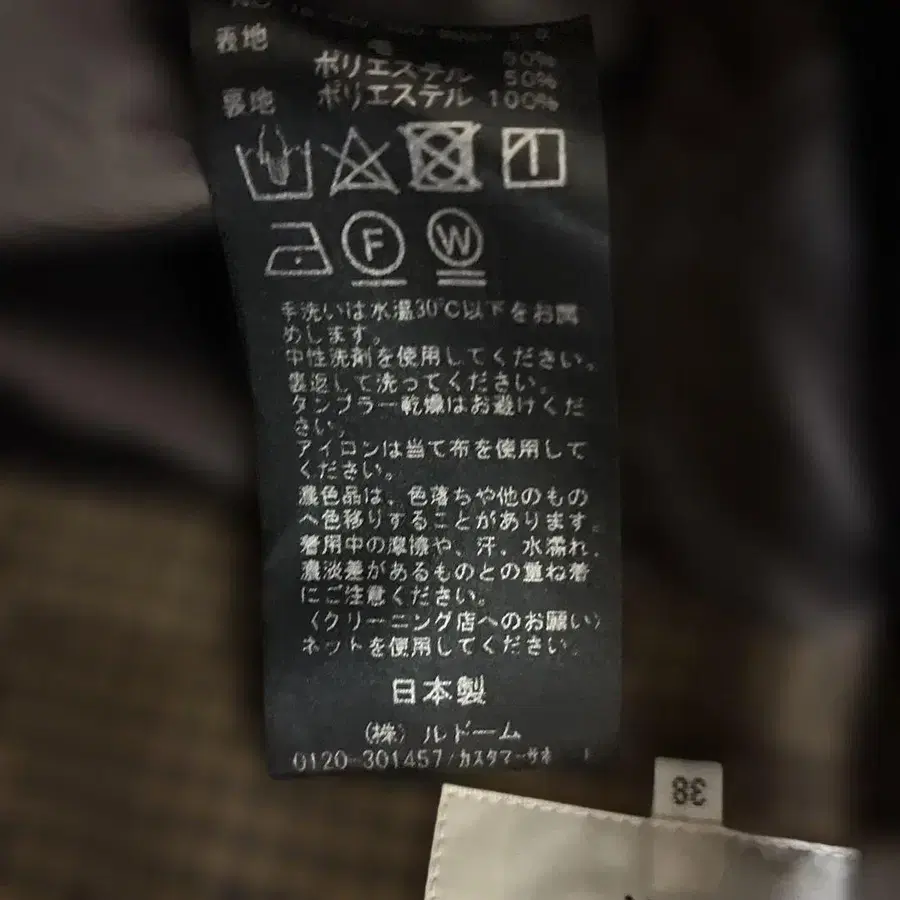 表地
毛 50%
ポリエステル 50%
裏地 ポリエステル 100%
F W
手洗いは水温30℃以下をお薦
めします。
中性洗剤を使用してください。
裏返して洗ってください。
タンブラー乾燥はお避けくだ
さい。
アイロンは当て布を使用して
ください。
濃色品は、色落ちや他のもの
へ色移りすることがあります。
着用中の摩擦や、汗、水濡れ、
濃淡差があるものとの重ね着
にご注意ください。
〈クリーニング店へのお願い〉
ネットを使用してください。
日本製
(株) ルドーム
0120-301457/カスタマーサポート
38